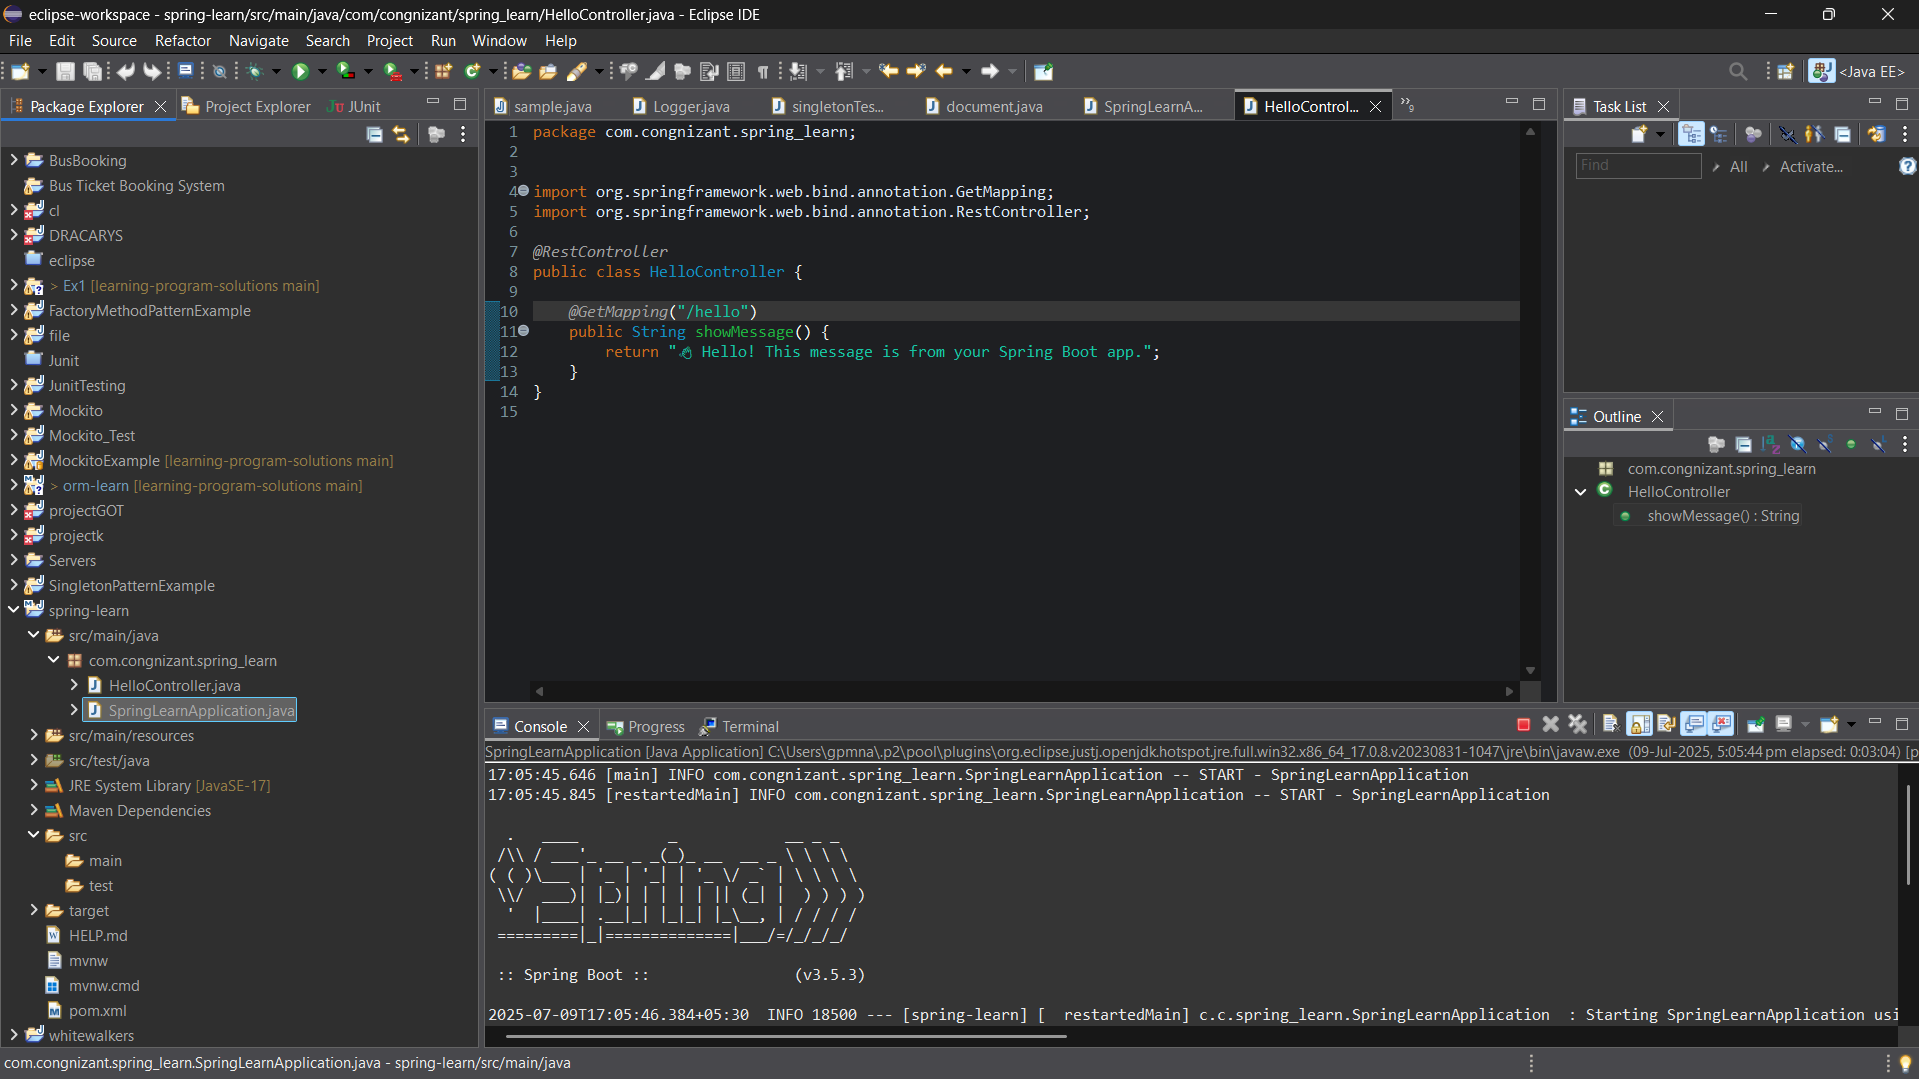 eclipse-workspace - spring-learn/src/main/java/com/congnizant/spring_learn/HelloController.java - Eclipse IDE
File Edit Source Refactor Navigate Search Project Run Window Help
<Java EE>
Package Explorer
Project Explorer
JUnit
BusBooking
Bus Ticket Booking System
cl
DRACARYS
eclipse
> Ex1 [learning-program-solutions main]
FactoryMethodPatternExample
file
Junit
JunitTesting
Mockito
Mockito_Test
MockitoExample [learning-program-solutions main]
> orm-learn [learning-program-solutions main]
projectGOT
projectk
Servers
SingletonPatternExample
spring-learn
src/main/java
com.congnizant.spring_learn
HelloController.java
SpringLearnApplication.java
src/main/resources
src/test/java
JRE System Library [JavaSE-17]
Maven Dependencies
src
main
test
target
HELP.md
mvnw
mvnw.cmd
pom.xml
whitewalkers
sample.java
Logger.java
singletonTes...
document.java
SpringLearnA...
HelloControl...
»9
1 package com.congnizant.spring_learn;
2
3
4 import org.springframework.web.bind.annotation.GetMapping;
5 import org.springframework.web.bind.annotation.RestController;
6
7 @RestController
8 public class HelloController {
9
10 @GetMapping("/hello")
11 public String showMessage() {
12 return "👋 Hello! This message is from your Spring Boot app.";
13 }
14 }
15
Task List
Find
All
Activate...
Outline
com.congnizant.spring_learn
HelloController
showMessage() : String
Console
Progress
Terminal
SpringLearnApplication [Java Application] C:\Users\gpmna\.p2\pool\plugins\org.eclipse.justj.openjdk.hotspot.jre.full.win32.x86_64_17.0.8.v20230831-1047\jre\bin\javaw.exe (09-Jul-2025, 5:05:44 pm elapsed: 0:03:04) [p
17:05:45.646 [main] INFO com.congnizant.spring_learn.SpringLearnApplication -- START - SpringLearnApplication
17:05:45.845 [restartedMain] INFO com.congnizant.spring_learn.SpringLearnApplication -- START - SpringLearnApplication
Spring
:: Spring Boot :: (v3.5.3)
2025-07-09T17:05:46.384+05:30 INFO 18500 --- [spring-learn] [ restartedMain] c.c.spring_learn.SpringLearnApplication : Starting SpringLearnApplication usi
com.congnizant.spring_learn.SpringLearnApplication.java - spring-learn/src/main/java